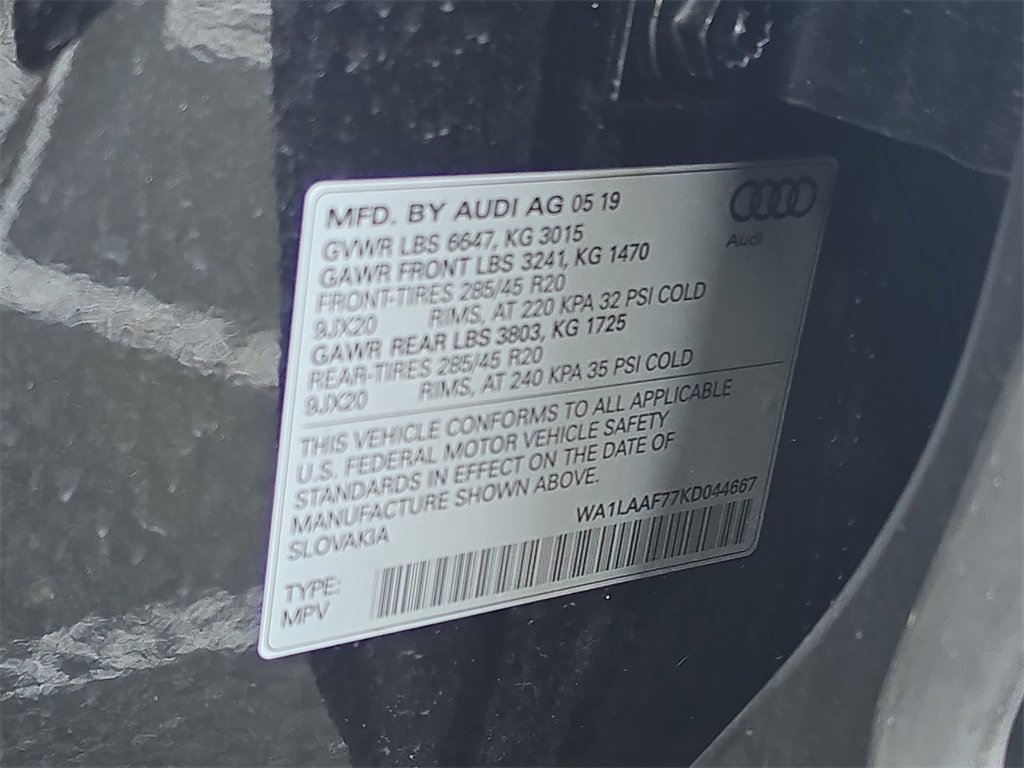 MFD. BY AUDI AG 05 19
Audi
GVWR LBS 6647, KG 3015
GAWR FRONT LBS 3241, KG 1470
FRONT-TIRES 285/45 R20
9JX20 RIMS, AT 220 KPA 32 PSI COLD
GAWR REAR LBS 3803, KG 1725
REAR-TIRES 285/45 R20
9JX20 RIMS, AT 240 KPA 35 PSI COLD
THIS VEHICLE CONFORMS TO ALL APPLICABLE
U.S. FEDERAL MOTOR VEHICLE SAFETY
STANDARDS IN EFFECT ON THE DATE OF
MANUFACTURE SHOWN ABOVE.
SLOVAKIA
WA1LAAF77KD044667
TYPE:
MPV